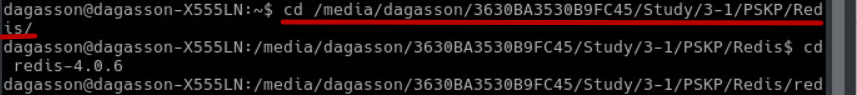 dagasson@dagasson-X555LN:~$ cd /media/dagasson/3630BA3530B9FC45/Study/3-1/PSKP/Red
is/
dagasson@dagasson-X555LN:/media/dagasson/3630BA3530B9FC45/Study/3-1/PSKP/Redis$ cd
 redis-4.0.6
dagasson@dagasson-X555LN:/media/dagasson/3630BA3530B9FC45/Study/3-1/PSKP/Redis/red